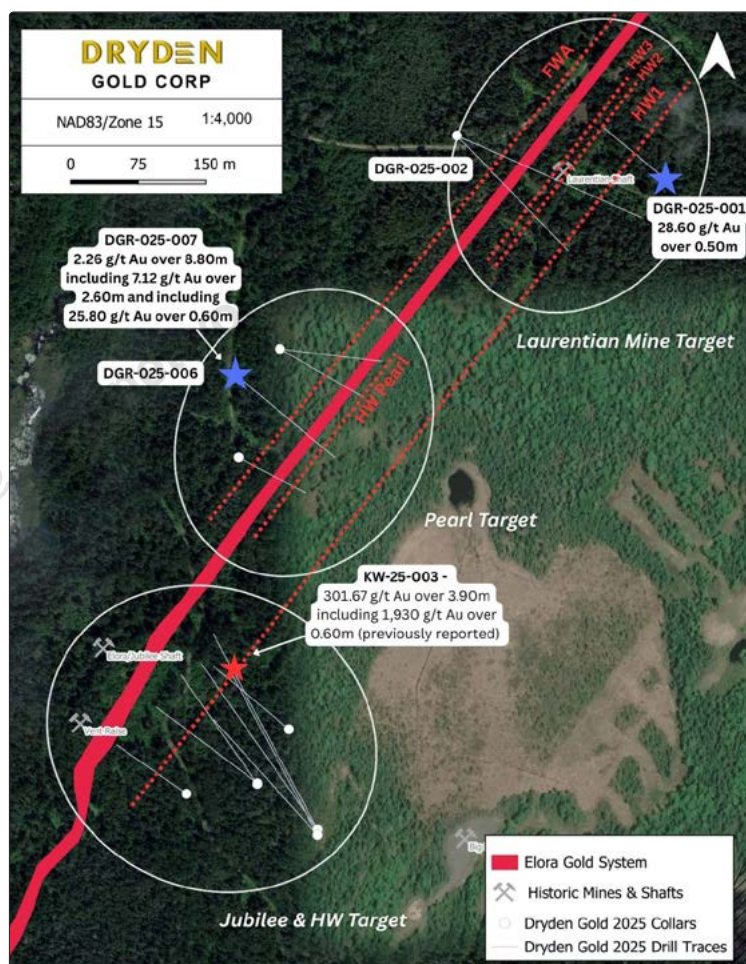 DRYDEN
GOLD CORP
NAD83/Zone 15 1:4,000
0 75 150 m
FWA
HW3
HW2
HW1
DGR-025-002
Laurentian Shaft
DGR-025-001
28.60 g/t Au
over 0.50m
DGR-025-007
2.26 g/t Au over 8.80m
including 7.12 g/t Au over
2.60m and including
25.80 g/t Au over 0.60m
Laurentian Mine Target
DGR-025-006
HW Pearl
Pearl Target
KW-25-003 -
301.67 g/t Au over 3.90m
including 1,930 g/t Au over
0.60m (previously reported)
Elora/Jubilee Shaft
Vent Raise
Big
Elora Gold System
Historic Mines & Shafts
Dryden Gold 2025 Collars
Dryden Gold 2025 Drill Traces
Jubilee & HW Target